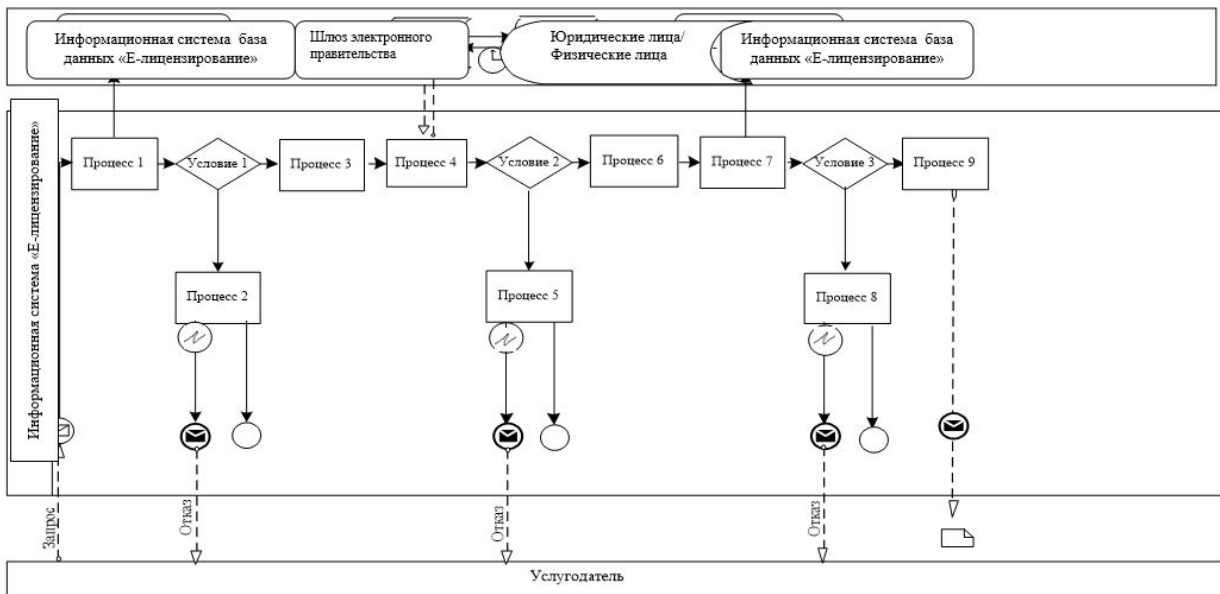 Информационная система база
данных «Е-лицензирование»
Шлюз электронного
правительства
Юридические лица/
Физические лица
Информационная система база
данных «Е-лицензирование»
Информационная система «Е-лицензирование»
Процесс 1
Условие 1
Процесс 3
Процесс 4
Условие 2
Процесс 6
Процесс 7
Условие 3
Процесс 9
Процесс 2
Процесс 5
Процесс 8
Запрос
Отказ
Отказ
Отказ
Услугодатель